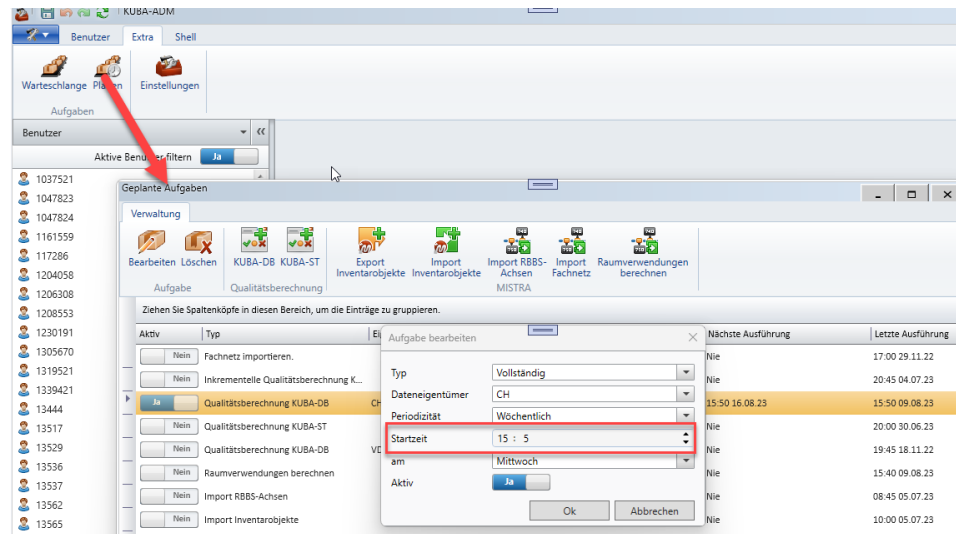 KUBA-ADM
Benutzer Extra Shell
Warteschlange Planen Einstellungen
Aufgaben
Benutzer
Aktive Benutzer filtern Ja
1037521
1047823
1047824
1161559
117286
1204058
1206308
1208553
1230191
1305670
1319521
1339421
13444
13517
13529
13536
13537
13562
13565
Geplante Aufgaben
Verwaltung
Bearbeiten Löschen KUBA-DB KUBA-ST Export Inventarobjekte Import Inventarobjekte Import RBBS-Achsen Import Fachnetz Raumverwendungen berechnen
Aufgabe Qualitätsberechnung MISTRA
Ziehen Sie Spaltenköpfe in diesen Bereich, um die Einträge zu gruppieren.
Aktiv Typ Nächste Ausführung Letzte Ausführung
Nein Fachnetz importieren. Nie 17:00 29.11.22
Nein Inkrementelle Qualitätsberechnung K... Nie 20:45 04.07.23
Ja Qualitätsberechnung KUBA-DB CH 15:50 16.08.23 15:50 09.08.23
Nein Qualitätsberechnung KUBA-ST Nie 20:00 30.06.23
Nein Qualitätsberechnung KUBA-DB VD Nie 19:45 18.11.22
Nein Raumverwendungen berechnen Nie 15:40 09.08.23
Nein Import RBBS-Achsen Nie 08:45 05.07.23
Nein Import Inventarobjekte Nie 10:00 05.07.23
Aufgabe bearbeiten
Typ Vollständig
Dateneigentümer CH
Periodizität Wöchentlich
Startzeit 15 : 5
am Mittwoch
Aktiv Ja
Ok Abbrechen